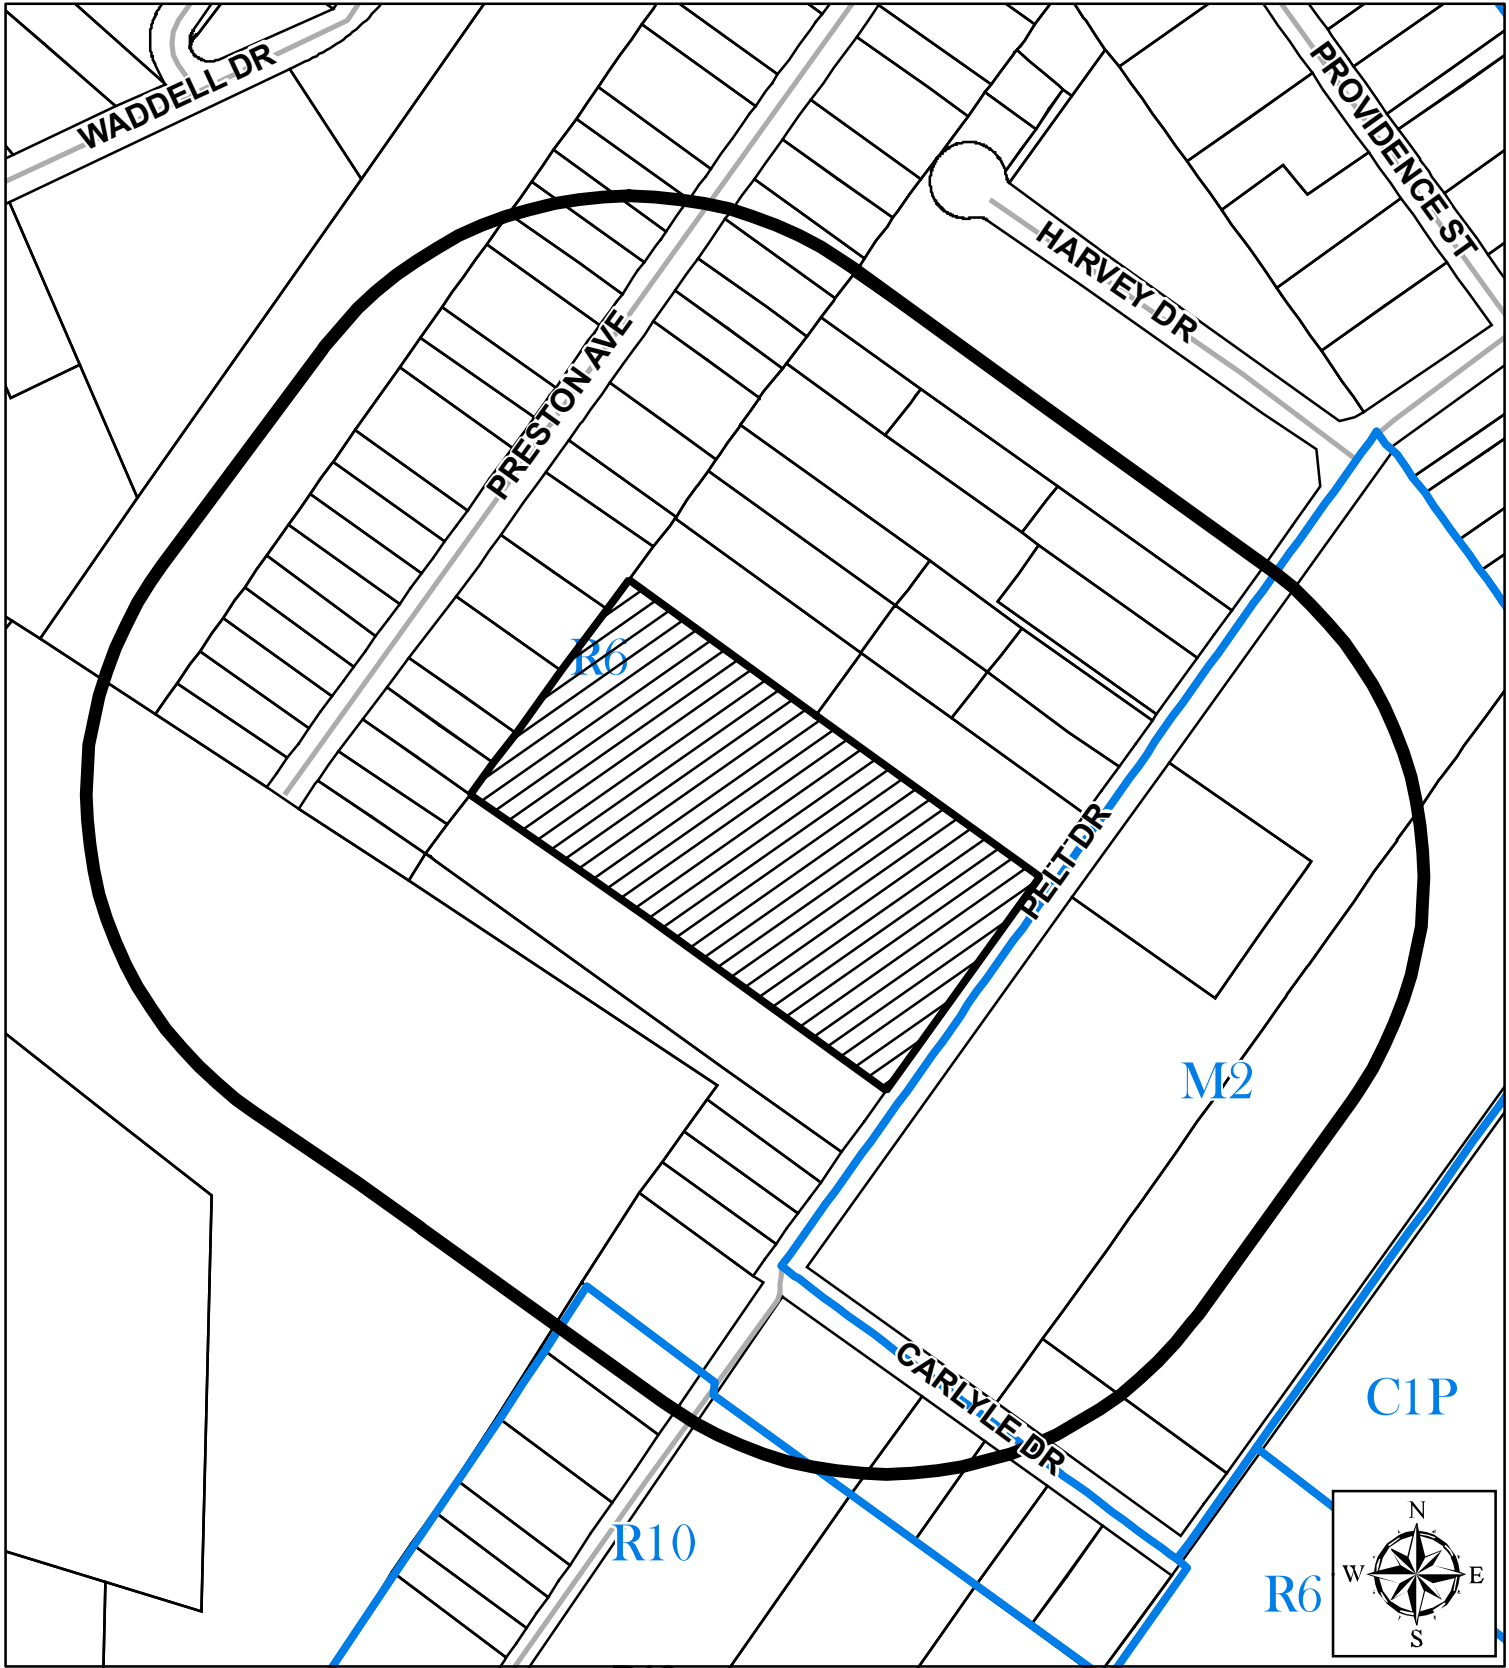 WADDELL DR
PROVIDENCE ST
HARVEY DR
PRESTON AVE
R6
PELT DR
M2
CARLYLE DR
C1P
R10
R6
N
W E
S